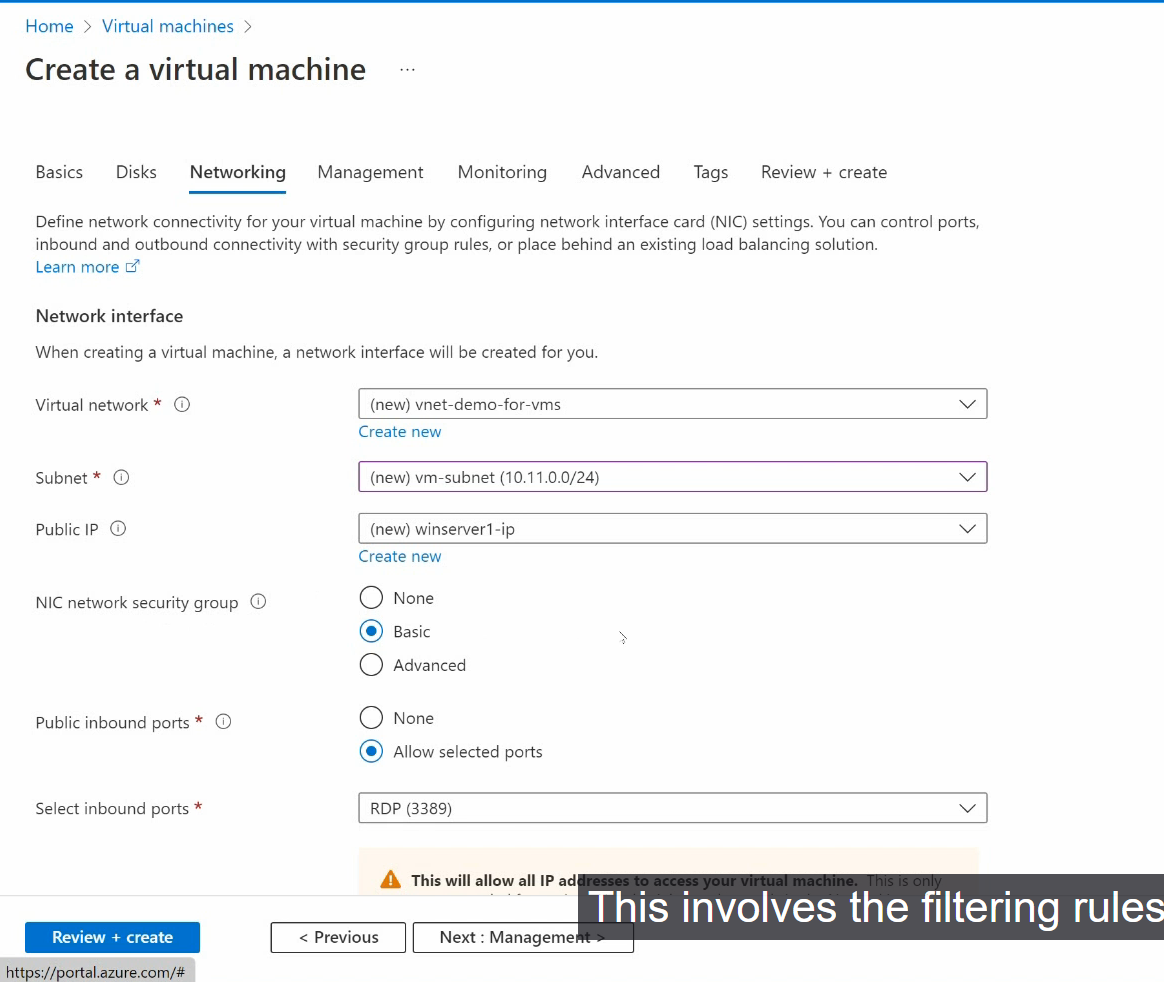 Home > Virtual machines >
Create a virtual machine ...
Basics Disks Networking Management Monitoring Advanced Tags Review + create
Define network connectivity for your virtual machine by configuring network interface card (NIC) settings. You can control ports,
inbound and outbound connectivity with security group rules, or place behind an existing load balancing solution.
Learn more
Network interface
When creating a virtual machine, a network interface will be created for you.
Virtual network *
(new) vnet-demo-for-vms
Create new
Subnet *
(new) vm-subnet (10.11.0.0/24)
Public IP
(new) winserver1-ip
Create new
NIC network security group
None
Basic
Advanced
Public inbound ports *
None
Allow selected ports
Select inbound ports *
RDP (3389)
This will allow all IP addresses to access your virtual machine. This is only
This involves the filtering rules
Review + create
< Previous
Next : Management >
https://portal.azure.com/#